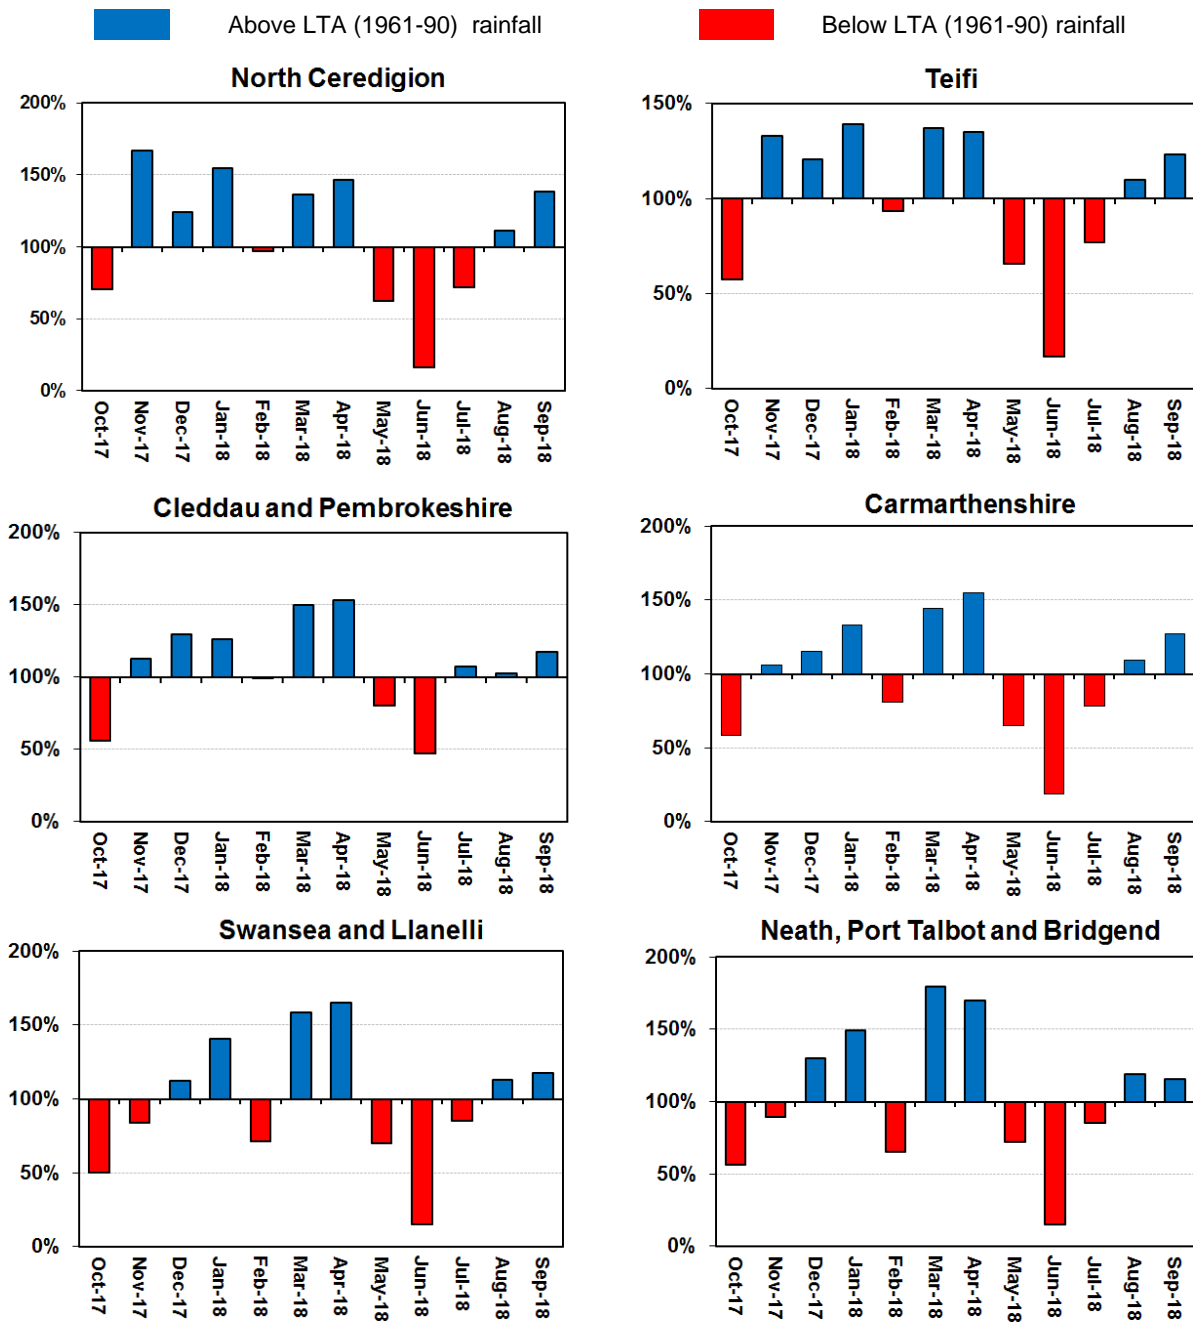 Above LTA (1961-90) rainfall
Below LTA (1961-90) rainfall
North Ceredigion
200%
150%
100%
50%
0%
Oct-17
Nov-17
Dec-17
Jan-18
Feb-18
Mar-18
Apr-18
May-18
Jun-18
Jul-18
Aug-18
Sep-18
Teifi
150%
100%
50%
0%
Oct-17
Nov-17
Dec-17
Jan-18
Feb-18
Mar-18
Apr-18
May-18
Jun-18
Jul-18
Aug-18
Sep-18
Cleddau and Pembrokeshire
200%
150%
100%
50%
0%
Oct-17
Nov-17
Dec-17
Jan-18
Feb-18
Mar-18
Apr-18
May-18
Jun-18
Jul-18
Aug-18
Sep-18
Carmarthenshire
200%
150%
100%
50%
0%
Oct-17
Nov-17
Dec-17
Jan-18
Feb-18
Mar-18
Apr-18
May-18
Jun-18
Jul-18
Aug-18
Sep-18
Swansea and Llanelli
200%
150%
100%
50%
0%
Oct-17
Nov-17
Dec-17
Jan-18
Feb-18
Mar-18
Apr-18
May-18
Jun-18
Jul-18
Aug-18
Sep-18
Neath, Port Talbot and Bridgend
200%
150%
100%
50%
0%
Oct-17
Nov-17
Dec-17
Jan-18
Feb-18
Mar-18
Apr-18
May-18
Jun-18
Jul-18
Aug-18
Sep-18